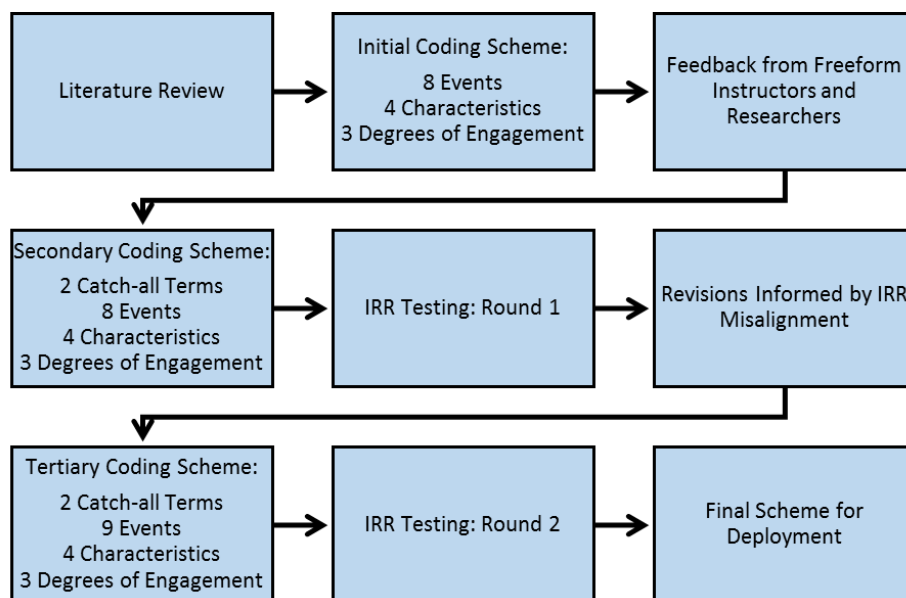 Literature Review
Initial Coding Scheme:
8 Events
4 Characteristics
3 Degrees of Engagement
Feedback from Freeform
Instructors and
Researchers
Secondary Coding Scheme:
2 Catch-all Terms
8 Events
4 Characteristics
3 Degrees of Engagement
IRR Testing: Round 1
Revisions Informed by IRR
Misalignment
Tertiary Coding Scheme:
2 Catch-all Terms
9 Events
4 Characteristics
3 Degrees of Engagement
IRR Testing: Round 2
Final Scheme for
Deployment